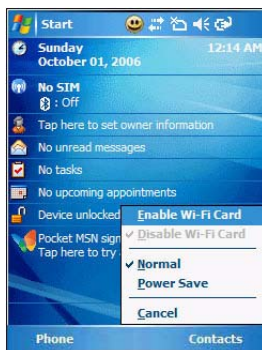 Start
Sunday 12:14 AM
October 01, 2006
No SIM
: Off
Tap here to set owner information
No unread messages
No tasks
No upcoming appointments
Device unlocked
Enable Wi-Fi Card
Pocket MSN sign
Disable Wi-Fi Card
Tap here to try
Normal
Power Save
Cancel
Phone Contacts